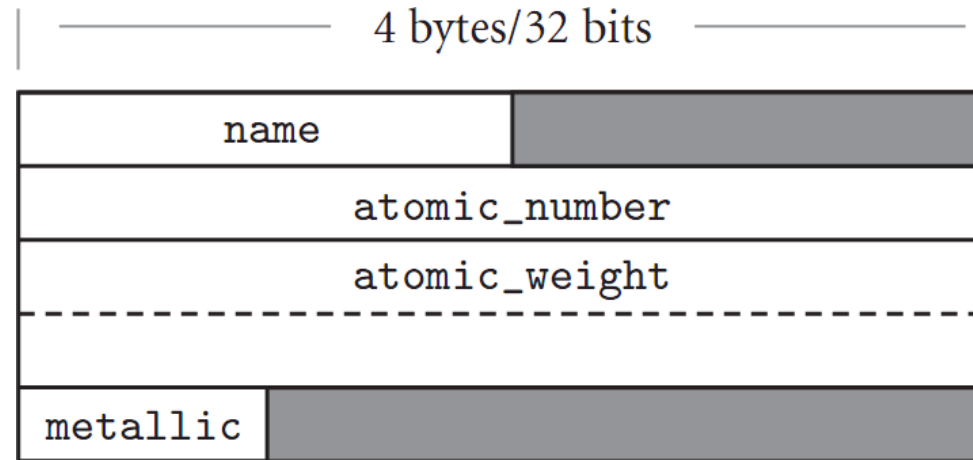 4 bytes/32 bits
name
atomic_number
atomic_weight
metallic